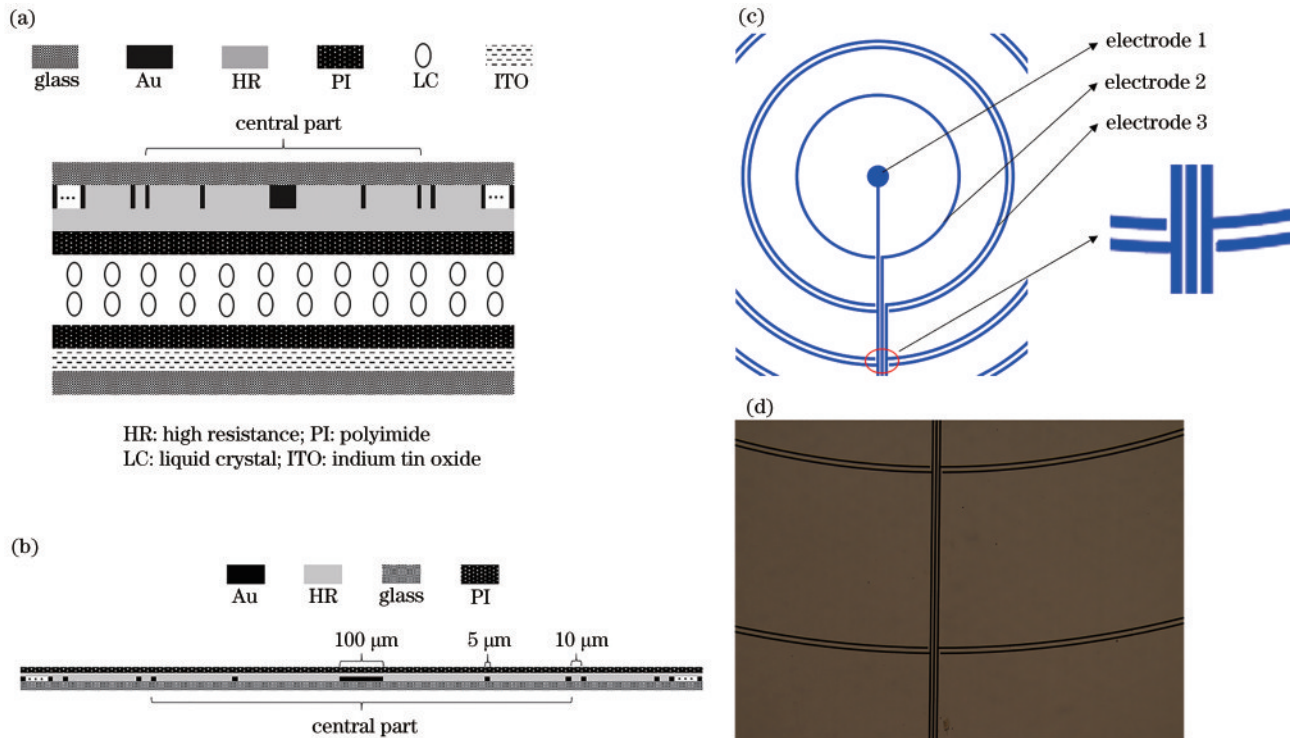 (a)
glass Au HR PI LC ITO
central part
... ...
HR: high resistance; PI: polyimide
LC: liquid crystal; ITO: indium tin oxide
(b)
Au HR glass PI
100 μm 5 μm 10 μm
central part
(c)
electrode 1
electrode 2
electrode 3
(d)